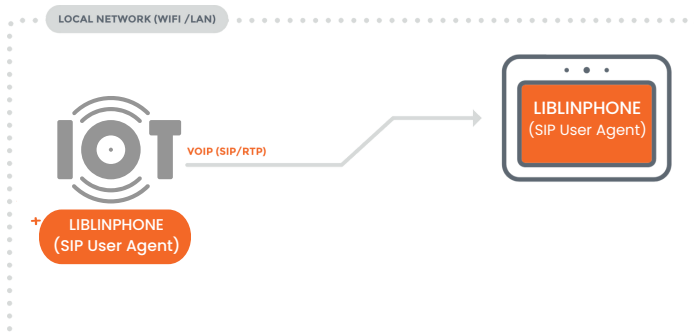 LOCAL NETWORK (WIFI /LAN)
IOT
VOIP (SIP/RTP)
+
LIBLINPHONE
(SIP User Agent)
LIBLINPHONE
(SIP User Agent)